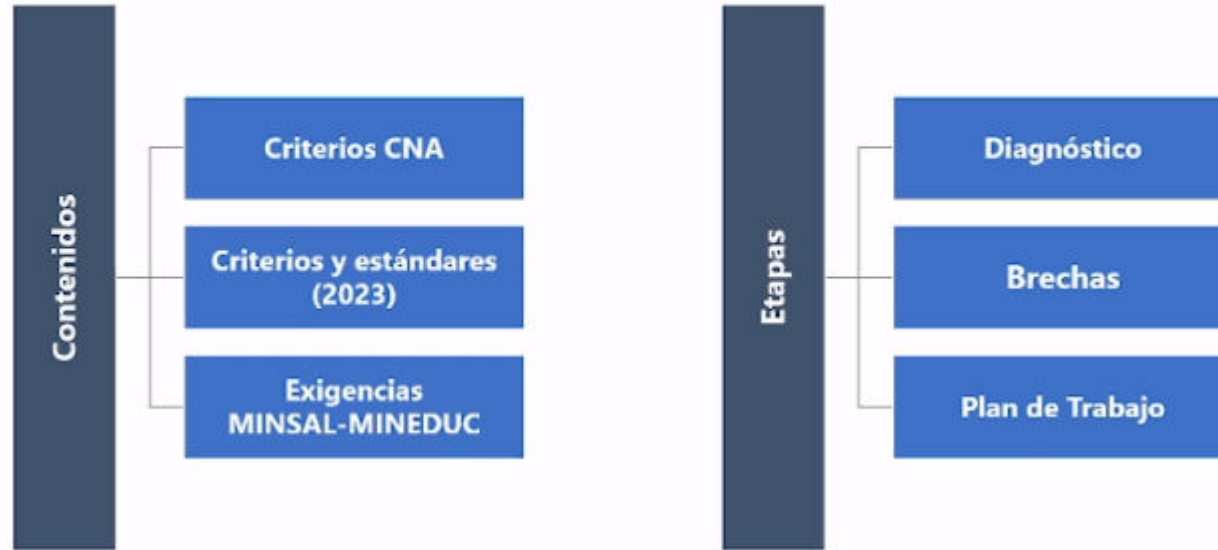 Contenidos
Criterios CNA
Criterios y estándares
(2023)
Exigencias
MINSAL-MINEDUC
Etapas
Diagnóstico
Brechas
Plan de Trabajo